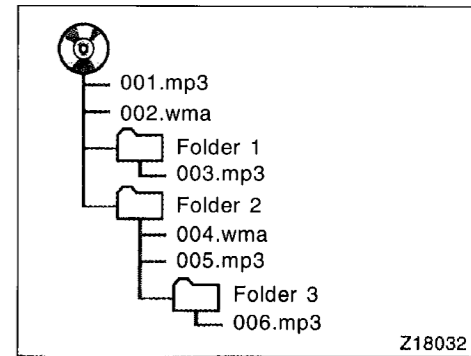 001.mp3
002.wma
Folder 1
003.mp3
Folder 2
004.wma
005.mp3
Folder 3
006.mp3
Z18032